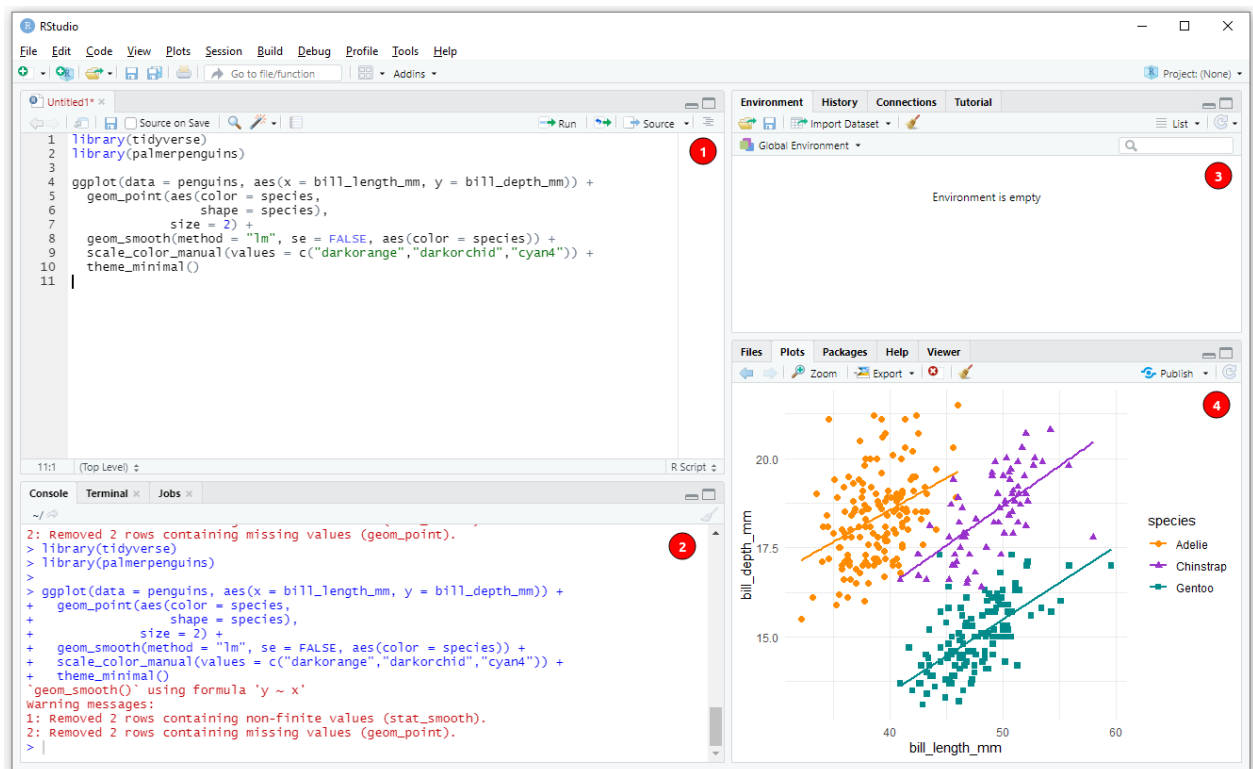 RStudio
File Edit Code View Plots Session Build Debug Profile Tools Help
Go to file/function Addins Project: (None)
Untitled1*
Source on Save Run Source
1 library(tidyverse)
2 library(palmerpenguins)
3
4 ggplot(data = penguins, aes(x = bill_length_mm, y = bill_depth_mm)) +
5 geom_point(aes(color = species,
6 shape = species),
7 size = 2) +
8 geom_smooth(method = "lm", se = FALSE, aes(color = species)) +
9 scale_color_manual(values = c("darkorange","darkorchid","cyan4")) +
10 theme_minimal()
11
1
11:1 (Top Level) R Script
Console Terminal Jobs
~/
2: Removed 2 rows containing missing values (geom_point).
> library(tidyverse)
> library(palmerpenguins)
>
> ggplot(data = penguins, aes(x = bill_length_mm, y = bill_depth_mm)) +
+ geom_point(aes(color = species,
+ shape = species),
+ size = 2) +
+ geom_smooth(method = "lm", se = FALSE, aes(color = species)) +
+ scale_color_manual(values = c("darkorange","darkorchid","cyan4")) +
+ theme_minimal()
`geom_smooth()` using formula 'y ~ x'
Warning messages:
1: Removed 2 rows containing non-finite values (stat_smooth).
2: Removed 2 rows containing missing values (geom_point).
>
2
Environment History Connections Tutorial
Import Dataset List
Global Environment
3
Environment is empty
Files Plots Packages Help Viewer
Zoom Export Publish
4
20.0
17.5
15.0
bill_depth_mm
40 50 60
bill_length_mm
species
Adelie
Chinstrap
Gentoo